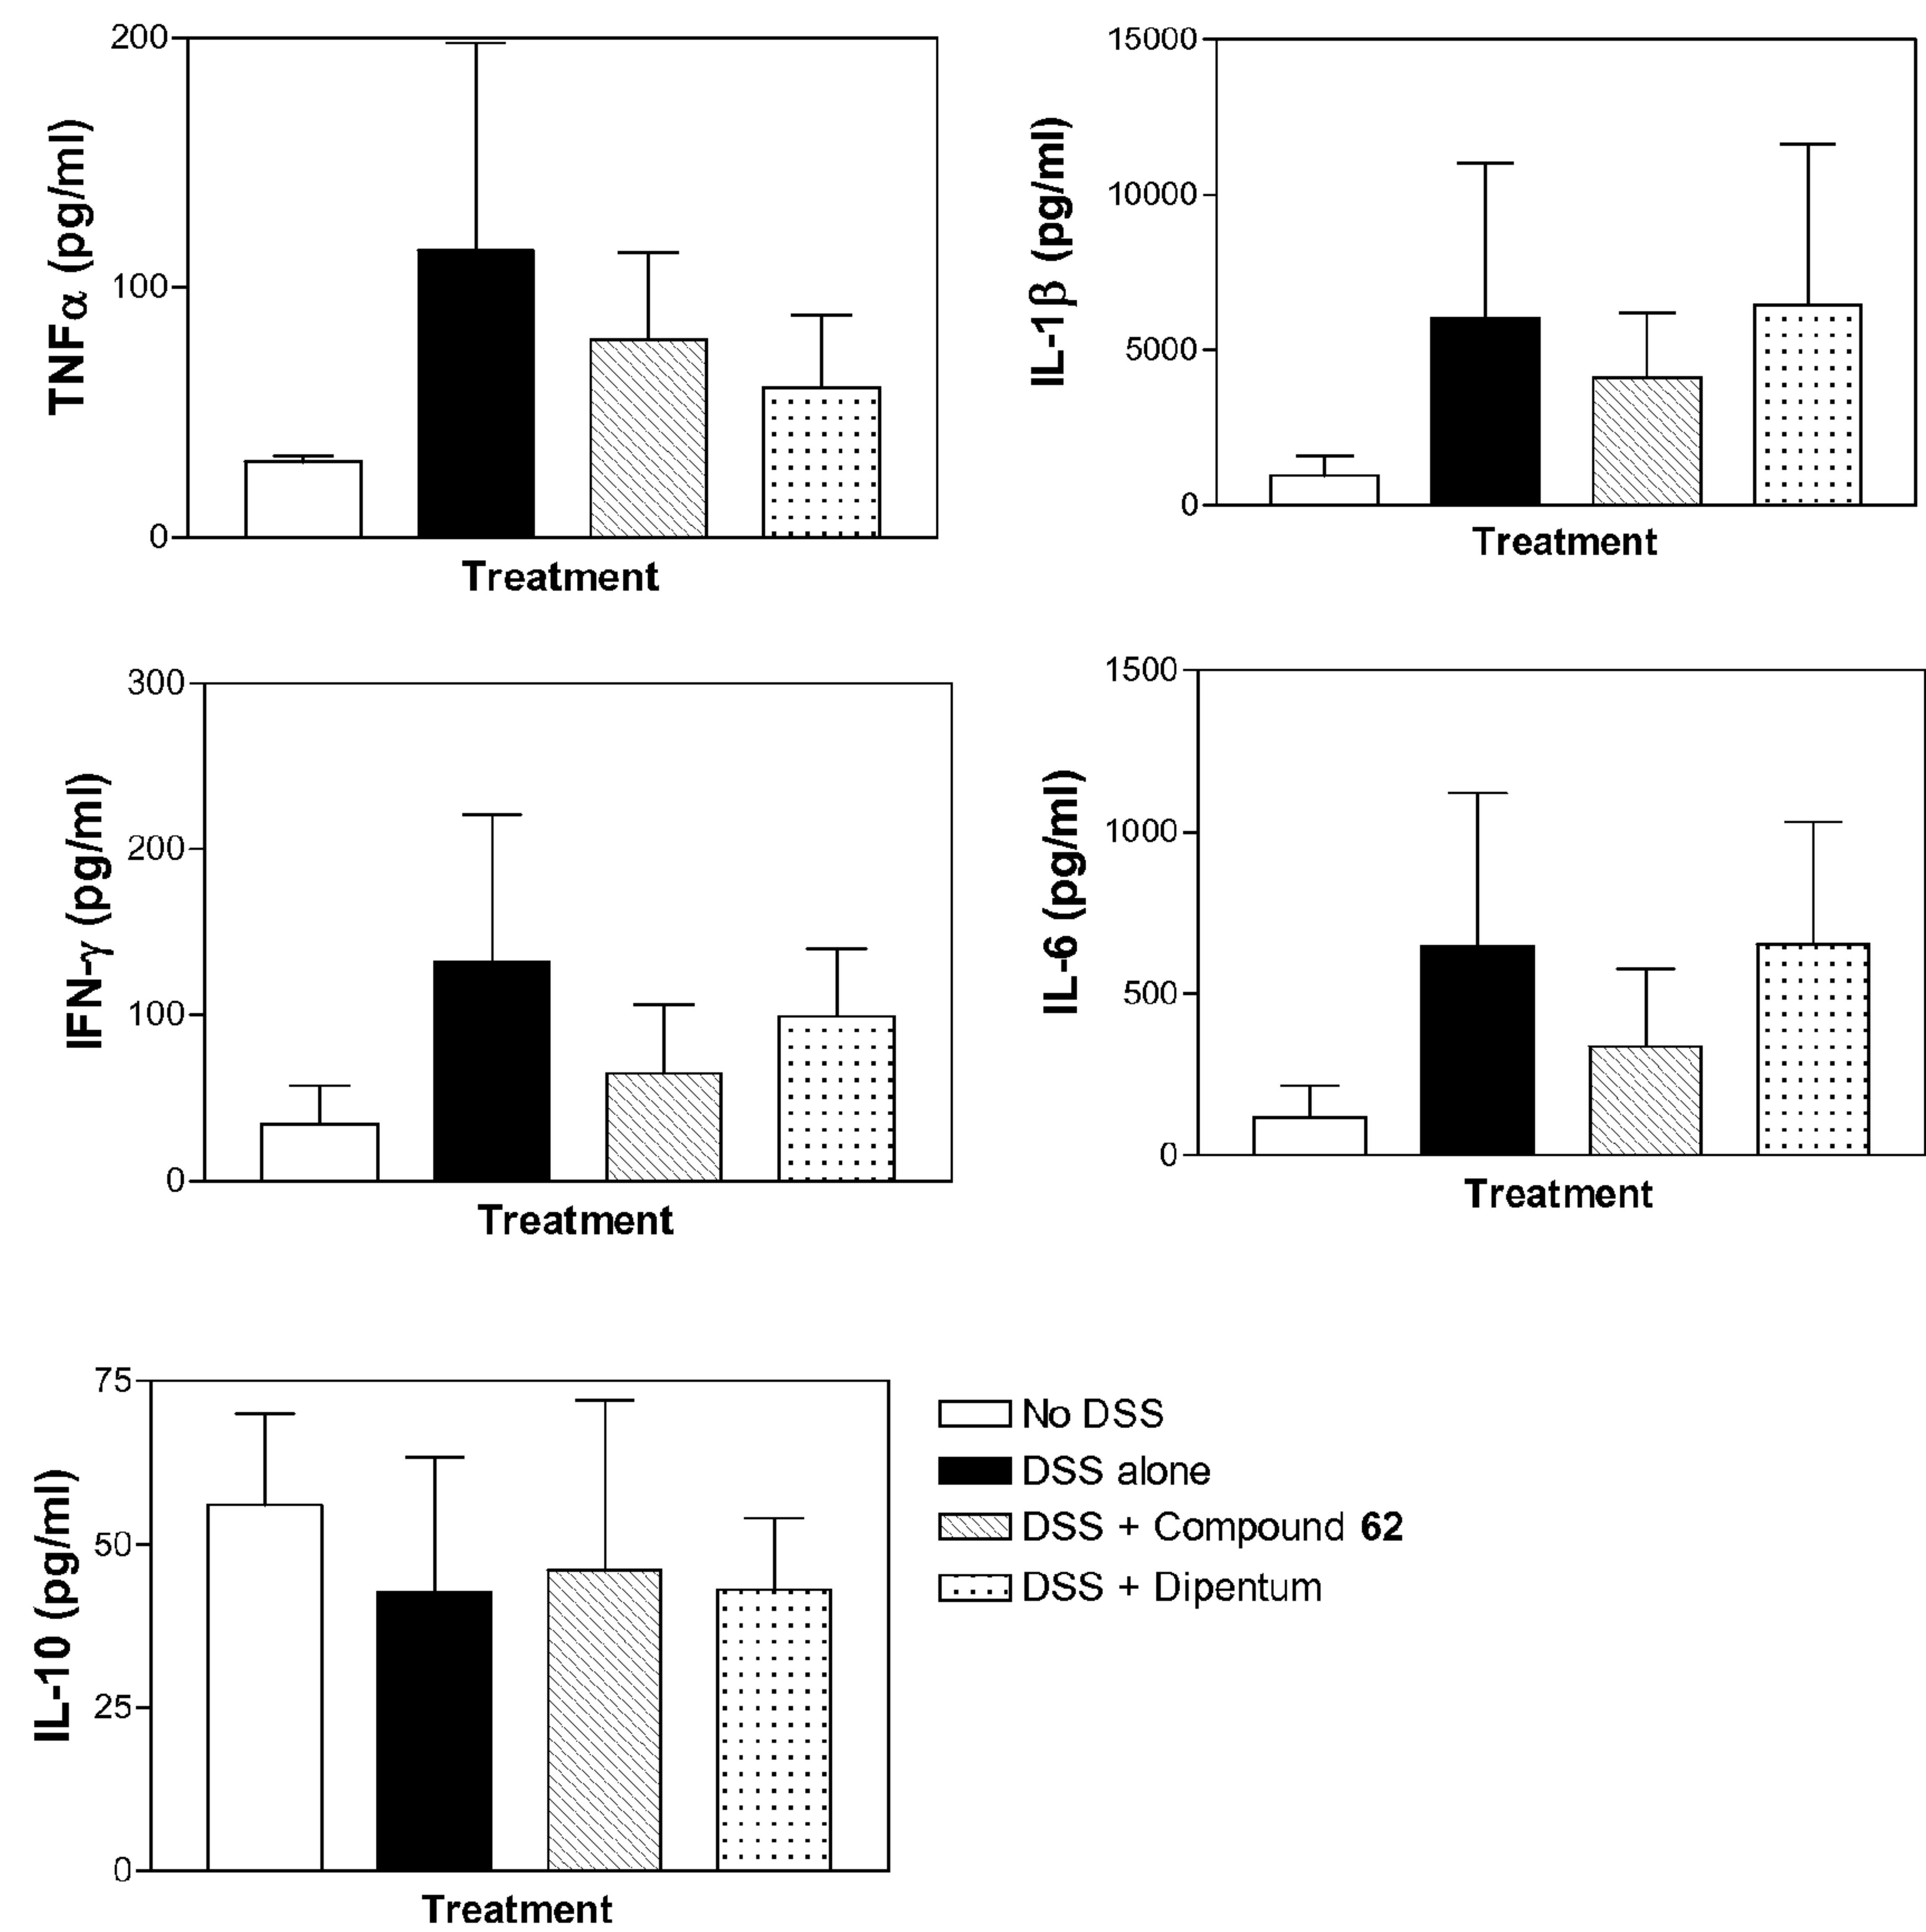 200
100
0
TNFα (pg/ml)
Treatment
15000
10000
5000
0
IL-1β (pg/ml)
Treatment
300
200
100
0
IFN-γ (pg/ml)
Treatment
1500
1000
500
0
IL-6 (pg/ml)
Treatment
75
50
25
0
IL-10 (pg/ml)
Treatment
No DSS
DSS alone
DSS + Compound 62
DSS + Dipentum